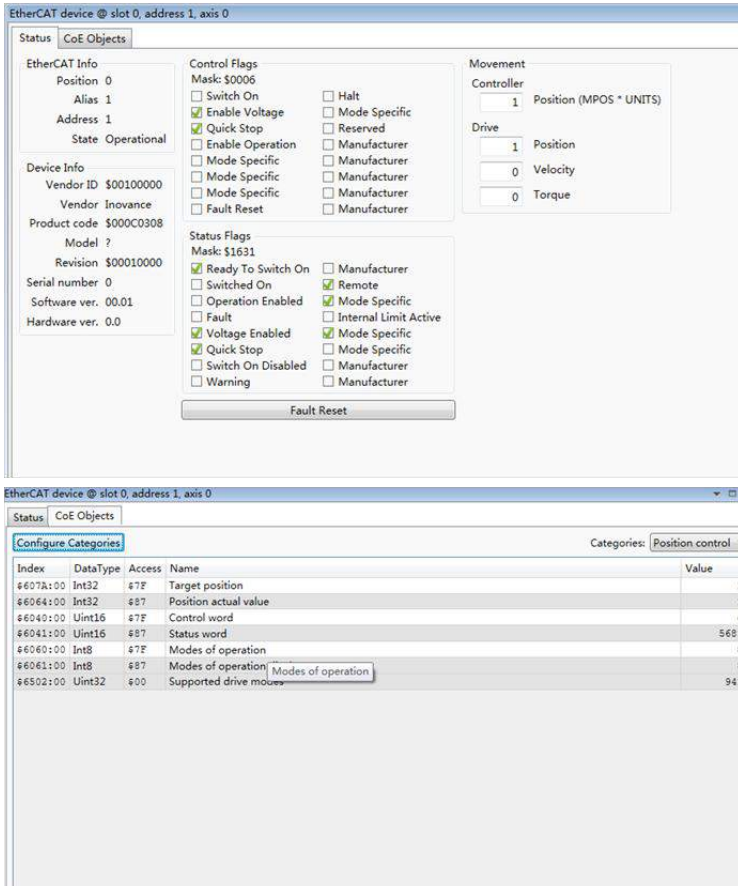 EtherCAT device @ slot 0, address 1, axis 0
Status CoE Objects
EtherCAT Info
Position 0
Alias 1
Address 1
State Operational
Device Info
Vendor ID $00100000
Vendor Inovance
Product code $000C0308
Model ?
Revision $00010000
Serial number 0
Software ver. 00.01
Hardware ver. 0.0
Control Flags
Mask: $0006
Switch On Halt
Enable Voltage Mode Specific
Quick Stop Reserved
Enable Operation Manufacturer
Mode Specific Manufacturer
Mode Specific Manufacturer
Mode Specific Manufacturer
Fault Reset Manufacturer
Status Flags
Mask: $1631
Ready To Switch On Manufacturer
Switched On Remote
Operation Enabled Mode Specific
Fault Internal Limit Active
Voltage Enabled Mode Specific
Quick Stop Mode Specific
Switch On Disabled Manufacturer
Warning Manufacturer
Fault Reset
Movement
Controller
1 Position (MPOS * UNITS)
Drive
1 Position
0 Velocity
0 Torque
EtherCAT device @ slot 0, address 1, axis 0
Status CoE Objects
Configure Categories Categories: Position control
Index DataType Access Name Value
$607A:00 Int32 $7F Target position
$6064:00 Int32 $87 Position actual value
$6040:00 Uint16 $7F Control word
$6041:00 Uint16 $87 Status word 568
$6060:00 Int8 $7F Modes of operation
$6061:00 Int8 $87 Modes of operation
Modes of operation
$6502:00 Uint32 $00 Supported drive modes 94